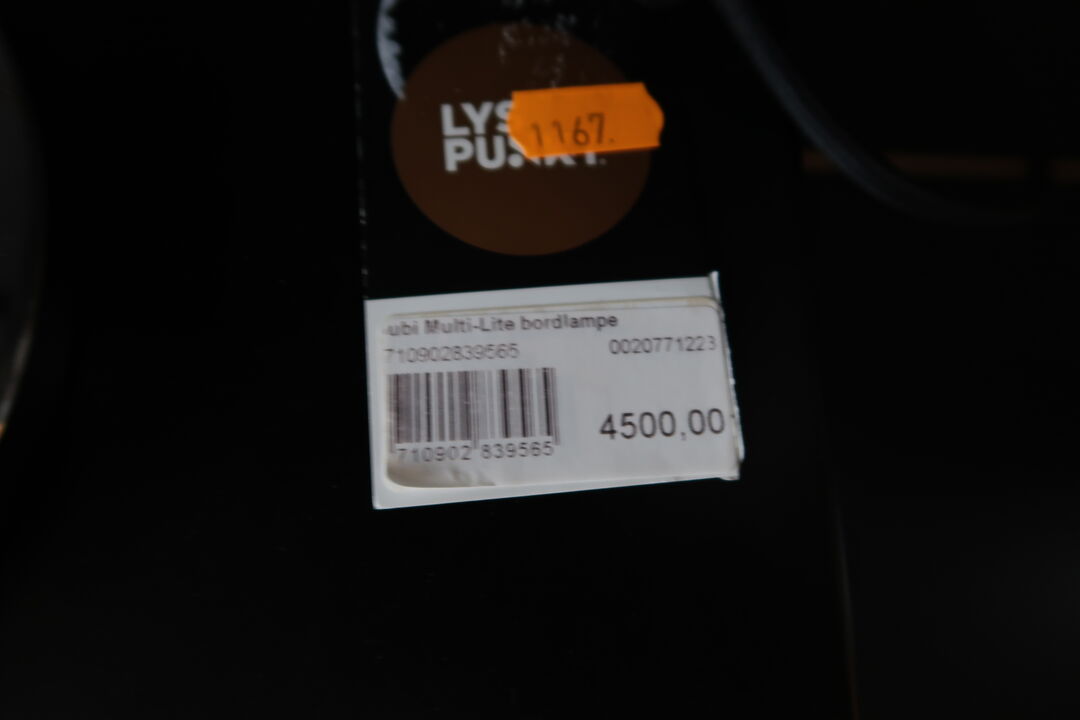 LYS
1167.
PUNKT.
ubi Multi-Lite bordlampe
710902839565
0020771223
4500,00
710902 839565